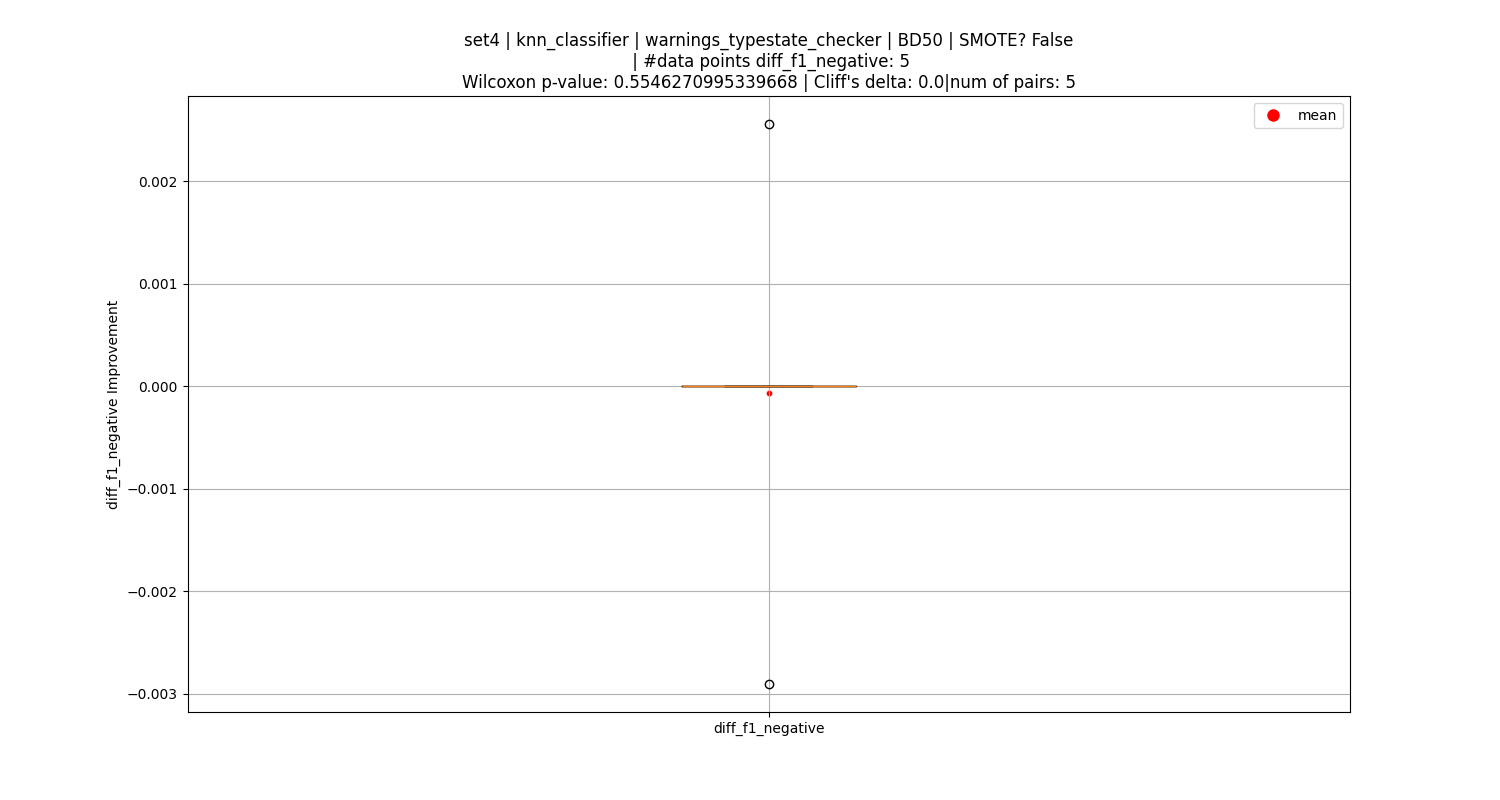 set4 | knn_classifier | warnings_typestate_checker | BD50 | SMOTE? False
| #data points diff_f1_negative: 5
Wilcoxon p-value: 0.5546270995339668 | Cliff's delta: 0.0|num of pairs: 5
mean
0.002
0.001
0.000
−0.001
−0.002
−0.003
diff_f1_negative Improvement
diff_f1_negative